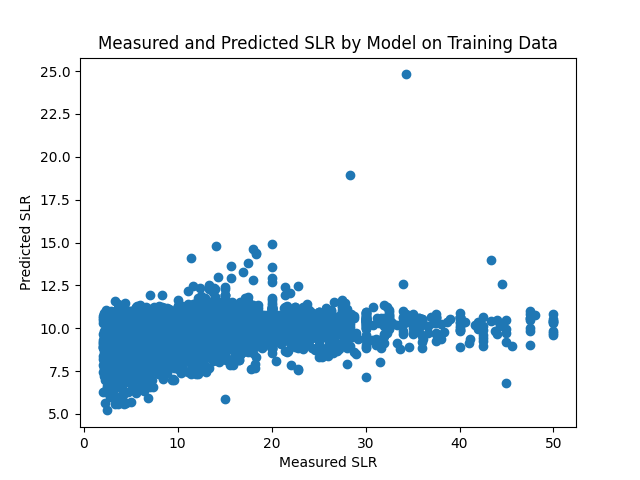 Measured and Predicted SLR by Model on Training Data
25.0
22.5
20.0
17.5
15.0
12.5
10.0
7.5
5.0
Predicted SLR
0 10 20 30 40 50
Measured SLR